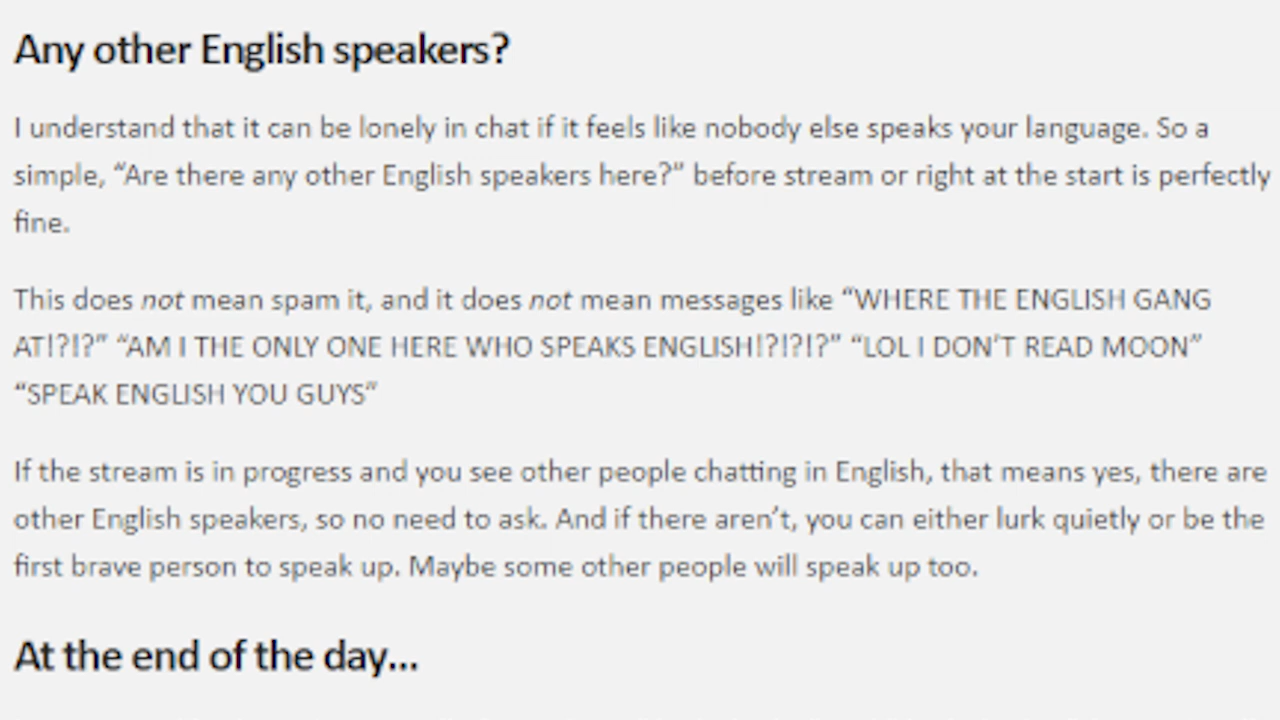 Any other English speakers?
I understand that it can be lonely in chat if it feels like nobody else speaks your language. So a
simple, “Are there any other English speakers here?” before stream or right at the start is perfectly
fine.
This does not mean spam it, and it does not mean messages like “WHERE THE ENGLISH GANG
AT!?!?” “AM I THE ONLY ONE HERE WHO SPEAKS ENGLISH!?!?!?” “LOL I DON’T READ MOON”
“SPEAK ENGLISH YOU GUYS”
If the stream is in progress and you see other people chatting in English, that means yes, there are
other English speakers, so no need to ask. And if there aren’t, you can either lurk quietly or be the
first brave person to speak up. Maybe some other people will speak up too.
At the end of the day…